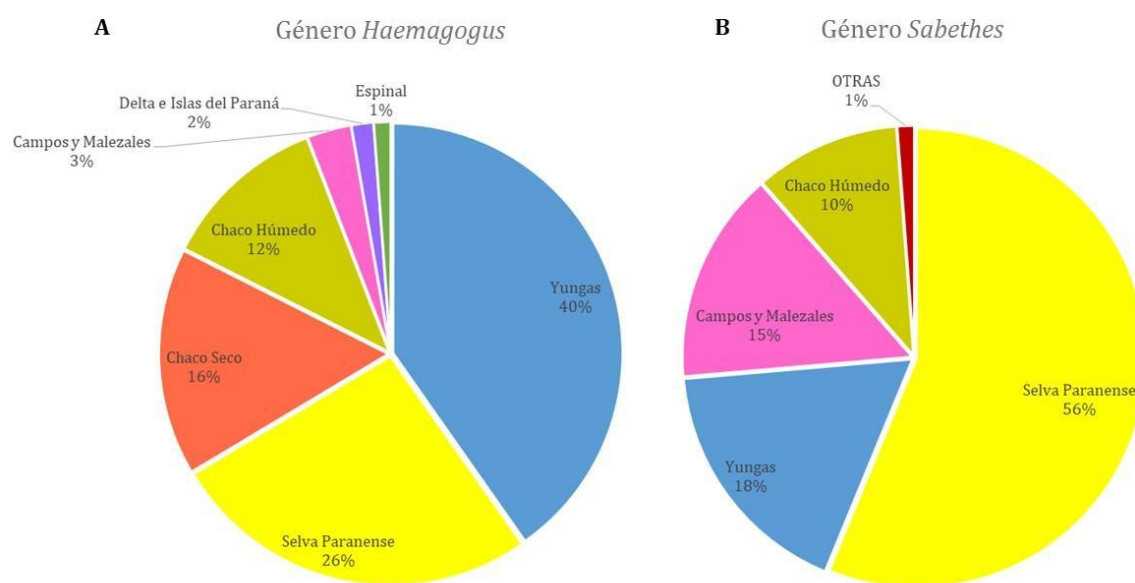 A
Género Haemagogus
Espinal
1%
Delta e Islas del Paraná
2%
Campos y Malezales
3%
Chaco Húmedo
12%
Yungas
40%
Chaco Seco
16%
Selva Paranense
26%
B
Género Sabethes
OTRAS
1%
Chaco Húmedo
10%
Campos y Malezales
15%
Selva Paranense
56%
Yungas
18%